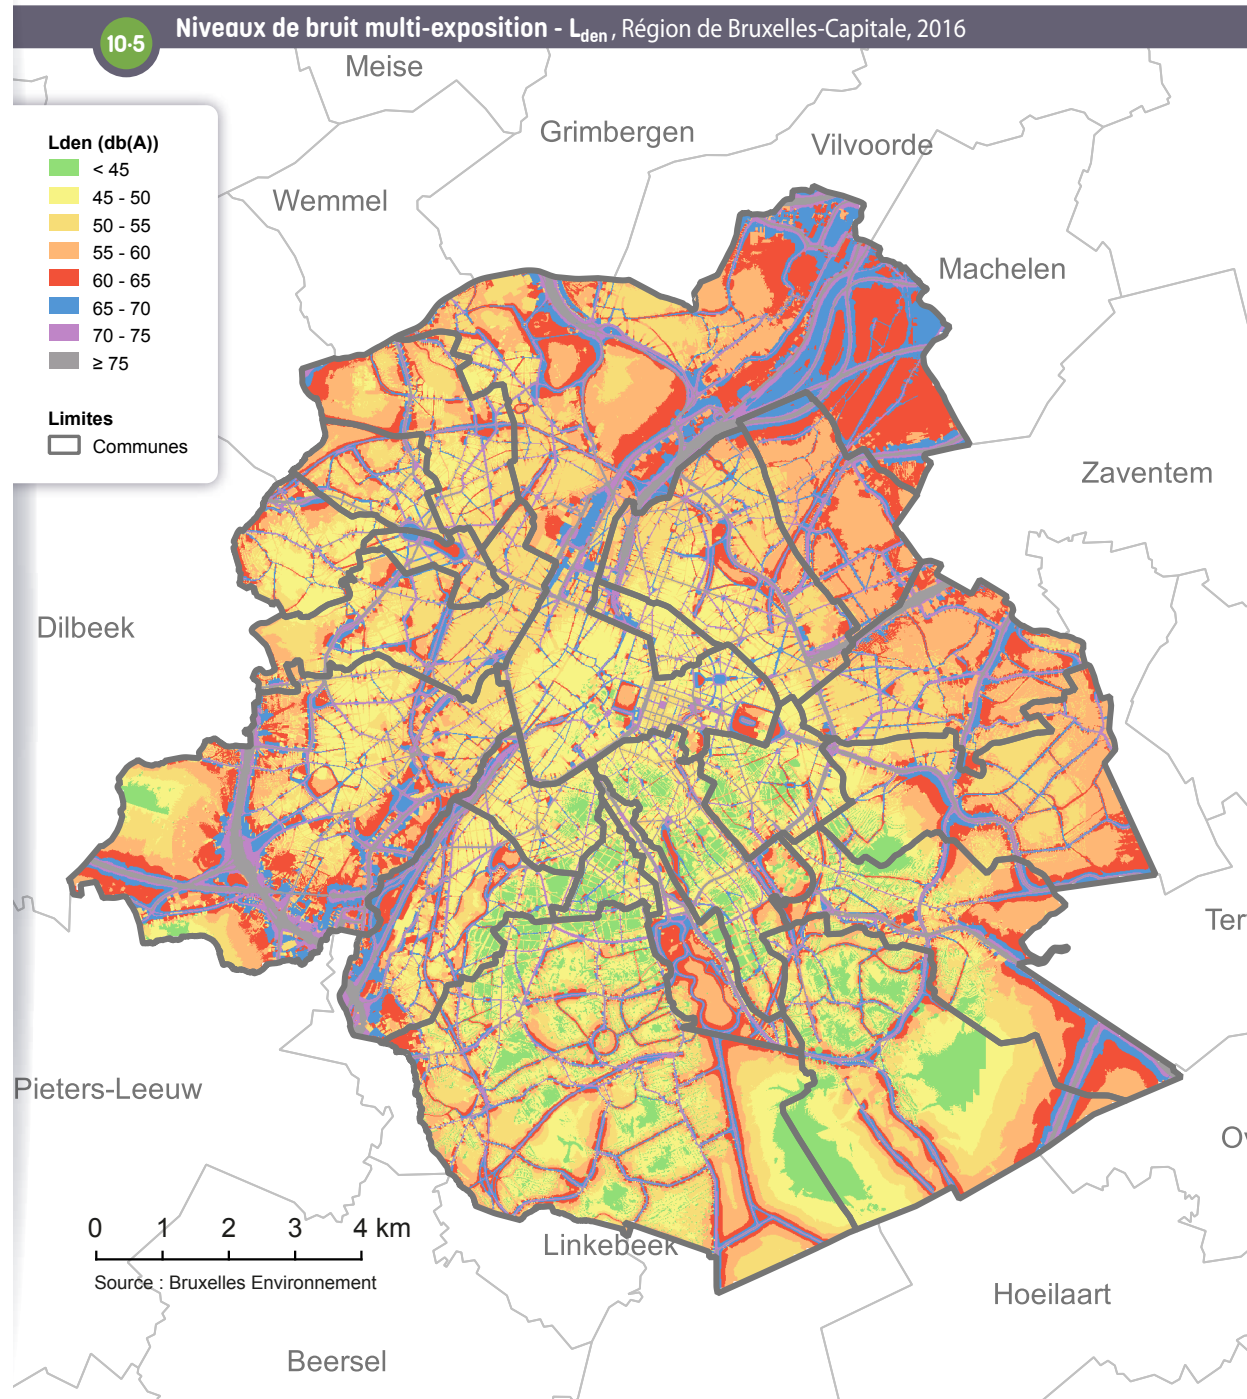 10·5
Niveaux de bruit multi-exposition - Lden, Région de Bruxelles-Capitale, 2016
Meise
Grimbergen
Vilvoorde
Lden (db(A))
< 45
45 - 50
50 - 55
55 - 60
60 - 65
65 - 70
70 - 75
≥ 75
Limites
Communes
Wemmel
Machelen
Zaventem
Dilbeek
Ter
Pieters-Leeuw
Ov
0 1 2 3 4 km
Source : Bruxelles Environnement
Linkebeek
Hoeilaart
Beersel